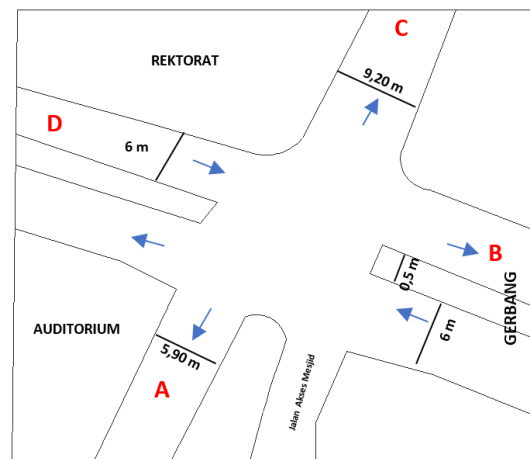 C
REKTORAT
9,20 m
D
6 m
B
0,5 m
GERBANG
AUDITORIUM
5,90 m
6 m
A
Jalan Akses Mesjid